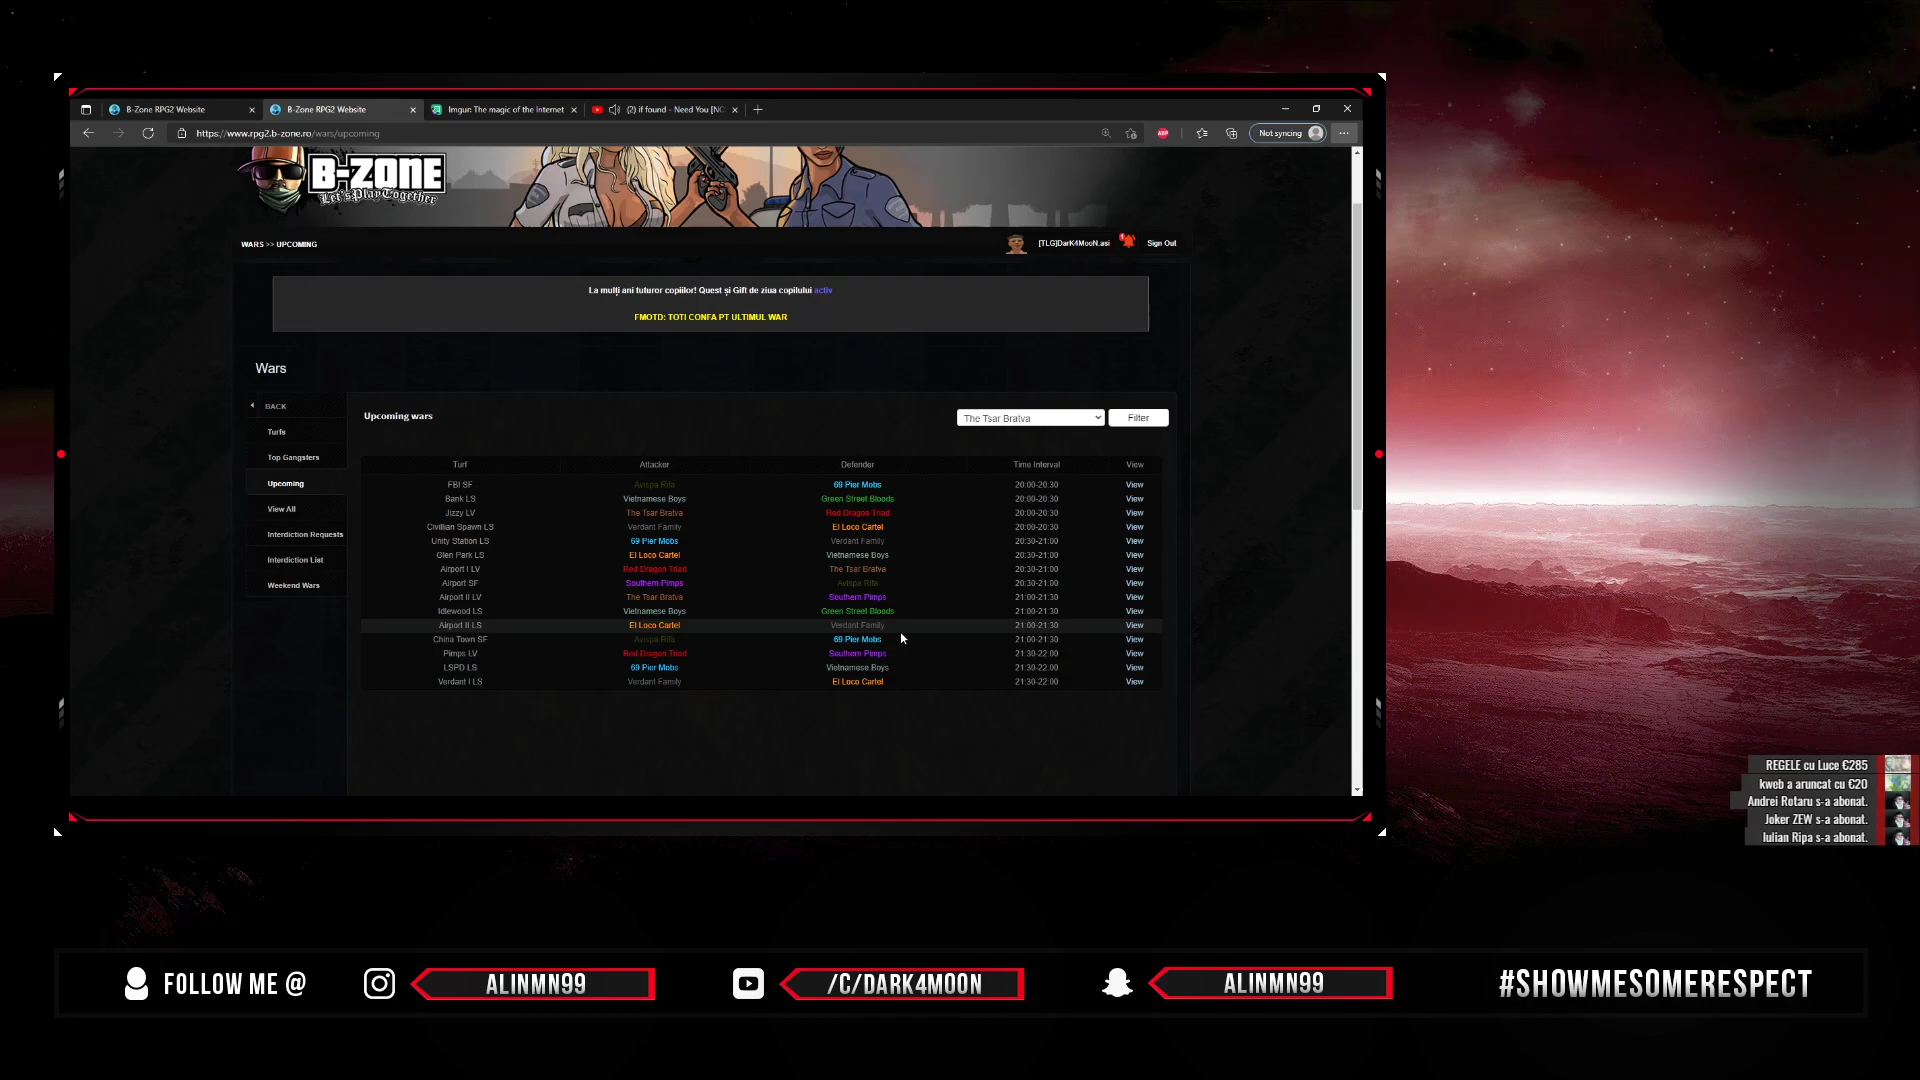 B-Zone RPG2 Website
B-Zone RPG2 Website
Imgur: The magic of the Internet
(2) if found - Need You [NC
https://www.rpg2.b-zone.ro/wars/upcoming
ABP
Not syncing
B-ZONE
Let'sPlayTogether
WARS >> UPCOMING
[TLG]DarK4MooN.asi
1
Sign Out
La mulți ani tuturor copiilor! Quest și Gift de ziua copilului activ
FMOTD: TOTI CONFA PT ULTIMUL WAR
Wars
BACK
Turfs
Top Gangsters
Upcoming
View All
Interdiction Requests
Interdiction List
Weekend Wars
Upcoming wars
The Tsar Bratva
Filter
Turf Attacker Defender Time Interval View
FBI SF Avispa Rifa 69 Pier Mobs 20:00-20:30 View
Bank LS Vietnamese Boys Green Street Bloods 20:00-20:30 View
Jizzy LV The Tsar Bratva Red Dragon Triad 20:00-20:30 View
Civillian Spawn LS Verdant Family El Loco Cartel 20:00-20:30 View
Unity Station LS 69 Pier Mobs Verdant Family 20:30-21:00 View
Glen Park LS El Loco Cartel Vietnamese Boys 20:30-21:00 View
Airport I LV Red Dragon Triad The Tsar Bratva 20:30-21:00 View
Airport SF Southern Pimps Avispa Rifa 20:30-21:00 View
Airport II LV The Tsar Bratva Southern Pimps 21:00-21:30 View
Idlewood LS Vietnamese Boys Green Street Bloods 21:00-21:30 View
Airport II LS El Loco Cartel Verdant Family 21:00-21:30 View
China Town SF Avispa Rifa 69 Pier Mobs 21:00-21:30 View
Pimps LV Red Dragon Triad Southern Pimps 21:30-22:00 View
LSPD LS 69 Pier Mobs Vietnamese Boys 21:30-22:00 View
Verdant I LS Verdant Family El Loco Cartel 21:30-22:00 View
REGELE cu Luce €285
kweb a aruncat cu €20
Andrei Rotaru s-a abonat.
Joker ZEW s-a abonat.
Iulian Ripa s-a abonat.
FOLLOW ME @
ALINMN99
/C/DARK4MOON
ALINMN99
#SHOWMESOMERESPECT